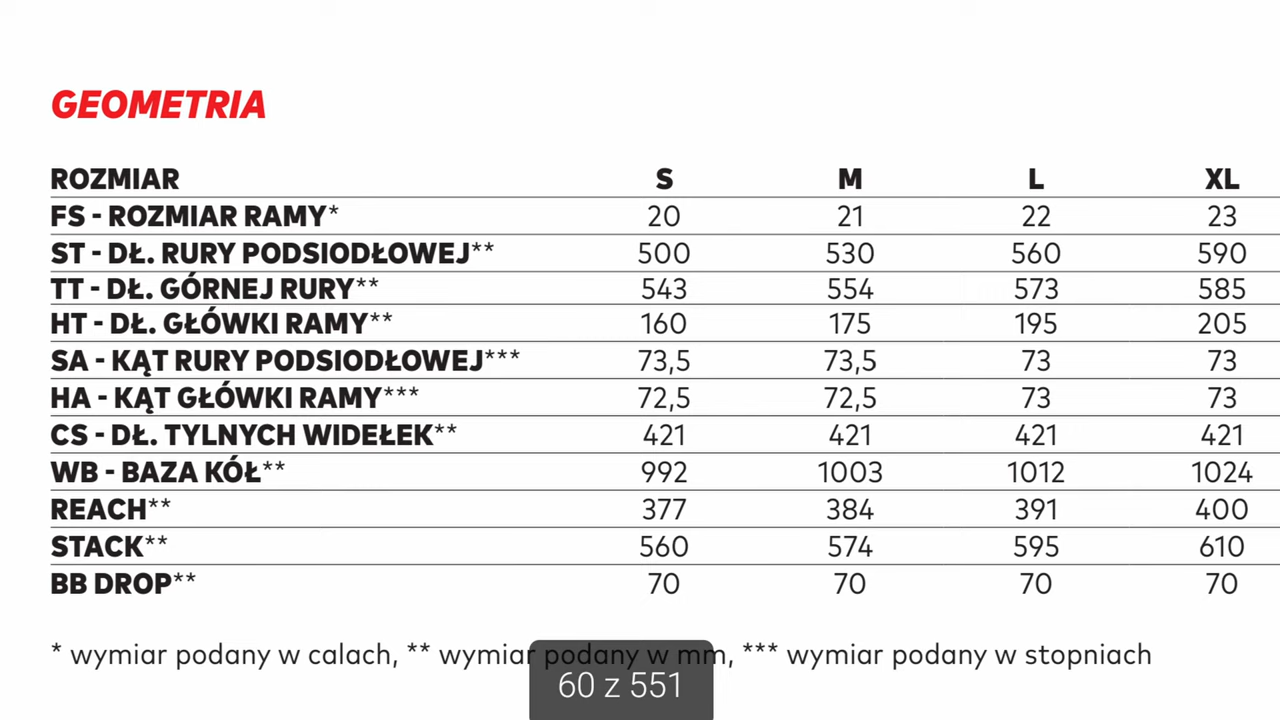 GEOMETRIA
ROZMIAR S M L XL
FS - ROZMIAR RAMY* 20 21 22 23
ST - DŁ. RURY PODSIODŁOWEJ** 500 530 560 590
TT - DŁ. GÓRNEJ RURY** 543 554 573 585
HT - DŁ. GŁÓWKI RAMY** 160 175 195 205
SA - KĄT RURY PODSIODŁOWEJ*** 73,5 73,5 73 73
HA - KĄT GŁÓWKI RAMY*** 72,5 72,5 73 73
CS - DŁ. TYLNYCH WIDEŁEK** 421 421 421 421
WB - BAZA KÓŁ** 992 1003 1012 1024
REACH** 377 384 391 400
STACK** 560 574 595 610
BB DROP** 70 70 70 70
* wymiar podany w calach, ** wymiar podany w mm, *** wymiar podany w stopniach
60 z 551